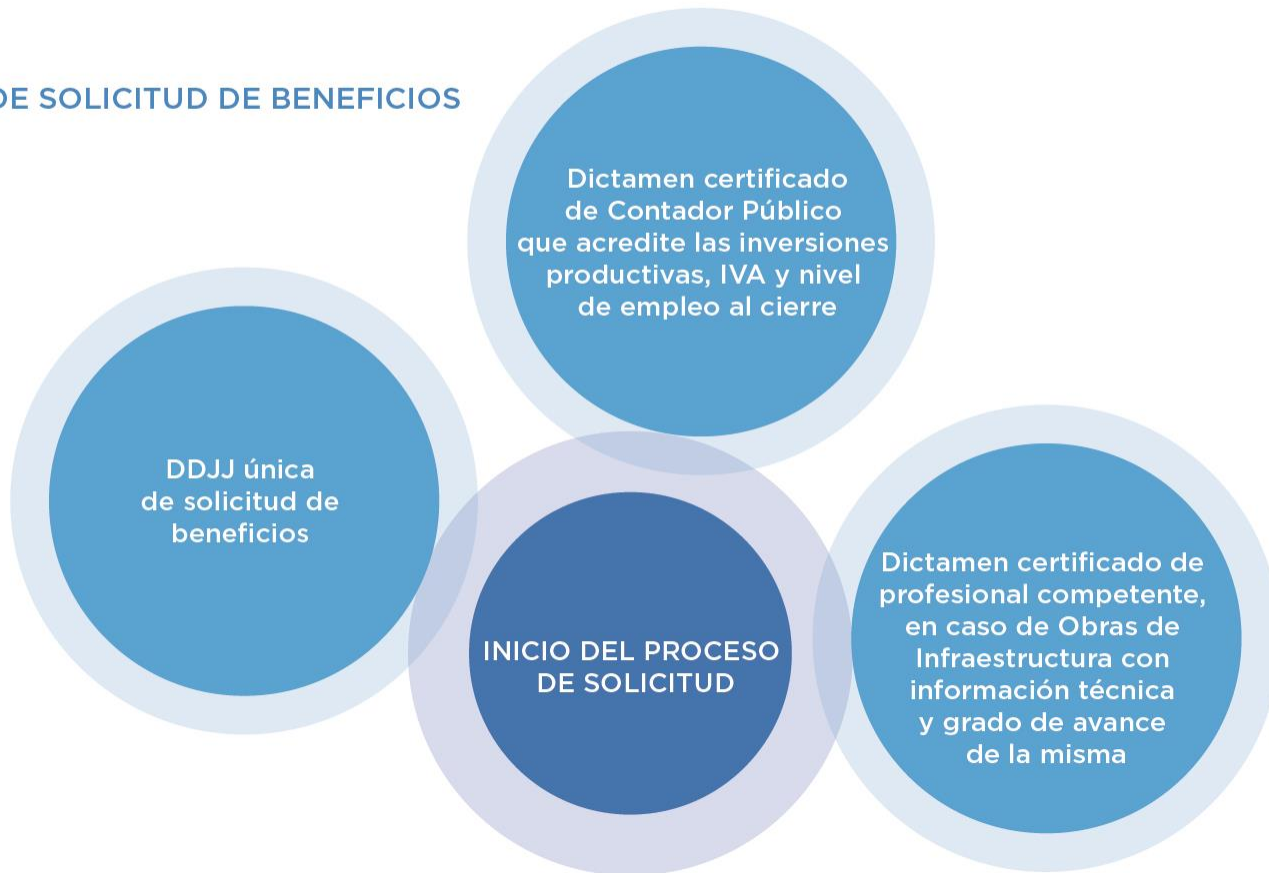 DE SOLICITUD DE BENEFICIOS
Dictamen certificado
de Contador Público
que acredite las inversiones
productivas, IVA y nivel
de empleo al cierre
DDJJ única
de solicitud de
beneficios
INICIO DEL PROCESO
DE SOLICITUD
Dictamen certificado de
profesional competente,
en caso de Obras de
Infraestructura con
información técnica
y grado de avance
de la misma